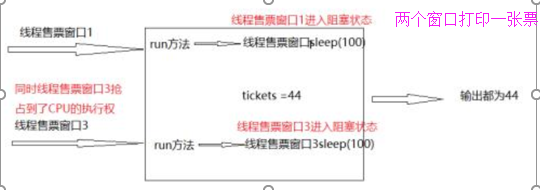 两个窗口打印一张票
线程售票窗口1进入阻塞状态
线程售票窗口1
run方法
线程售票窗口sleep(100)
同时线程售票窗口3抢
占到了CPU的执行权
tickets =44
输出都为44
线程售票窗口3
线程售票窗口3进入阻塞状态
run方法
线程售票窗口3sleep(100)